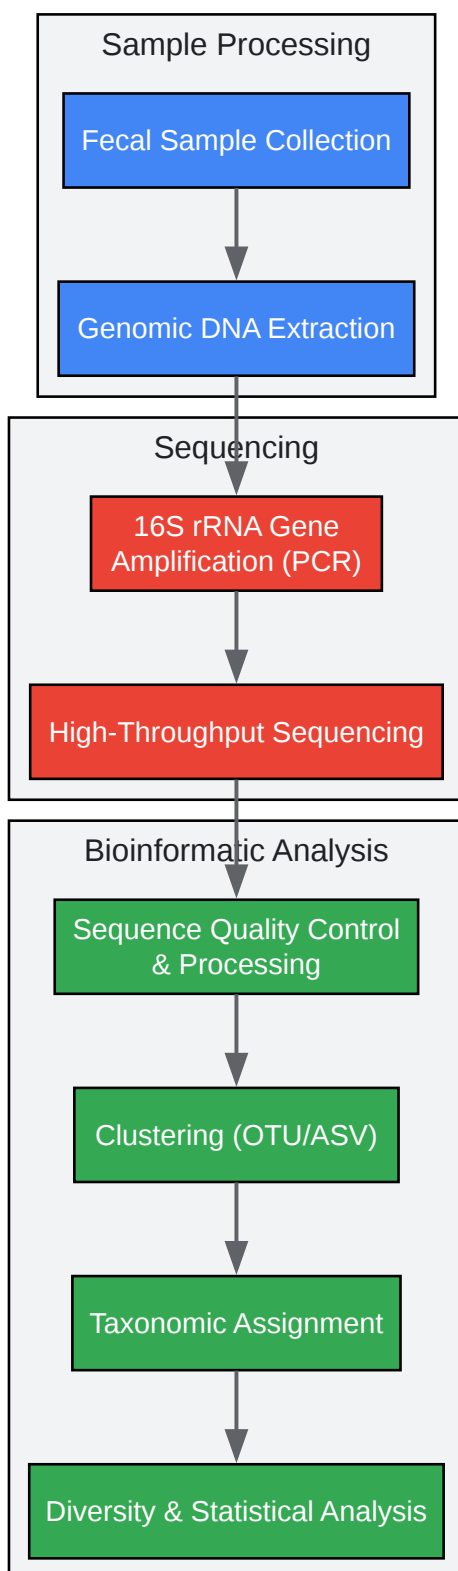 Sample Processing
Fecal Sample Collection
Genomic DNA Extraction
Sequencing
16S rRNA Gene
Amplification (PCR)
High-Throughput Sequencing
Bioinformatic Analysis
Sequence Quality Control
& Processing
Clustering (OTU/ASV)
Taxonomic Assignment
Diversity & Statistical Analysis